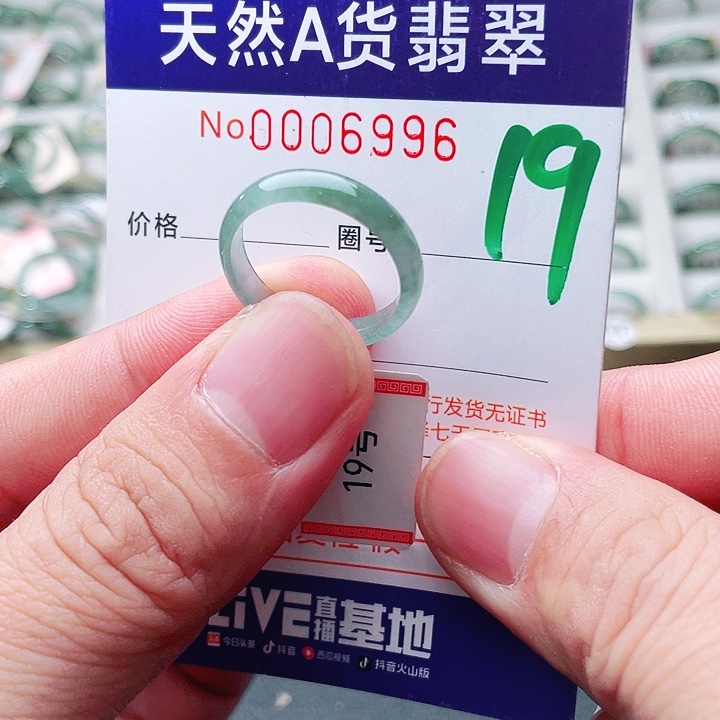 天然A货翡翠
No.0006996
19
价格
圈号
行发货无证书
19号
LIVE直播基地
今日头条 抖音 西瓜视频 抖音火山版